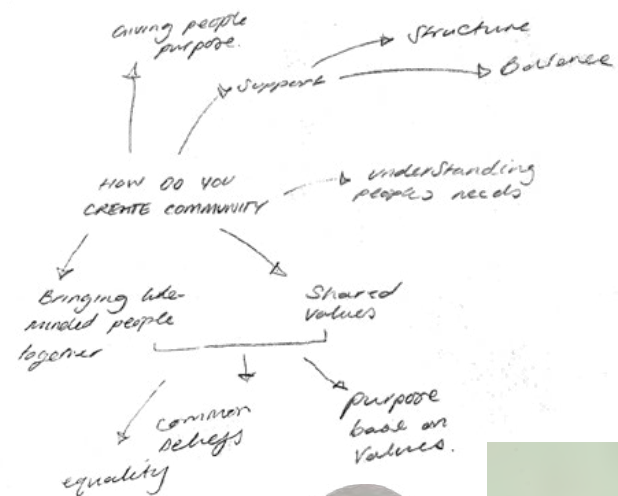 Giving people
purpose.
Structure
Support
Balance
HOW DO YOU
CREATE COMMUNITY
understanding
peoples needs
Bringing like-
minded people
together
Shared
values
common
beliefs
equality
purpose
base on
values.